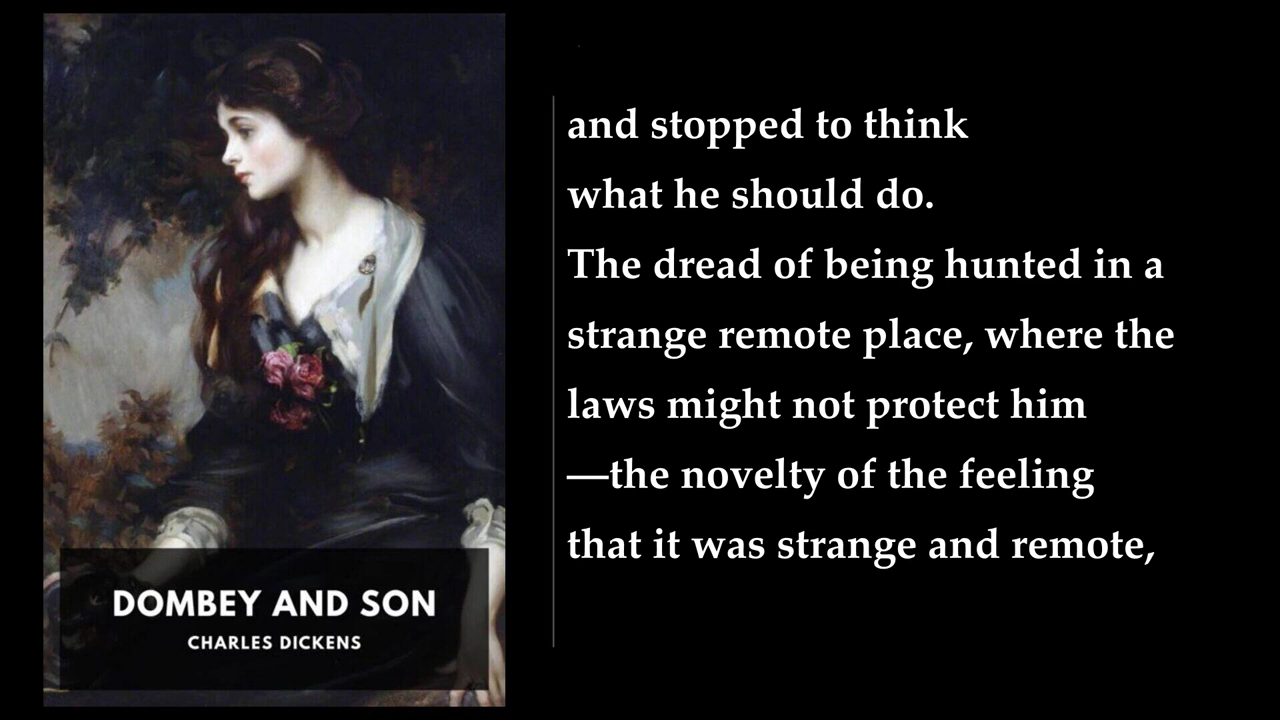 DOMBEY AND SON
CHARLES DICKENS
and stopped to think
what he should do.
The dread of being hunted in a
strange remote place, where the
laws might not protect him
—the novelty of the feeling
that it was strange and remote,